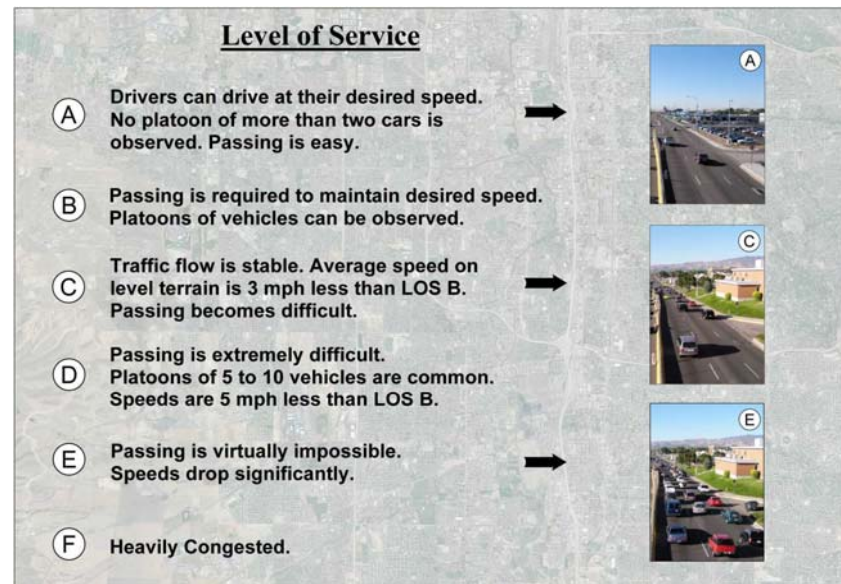 Level of Service
A
Drivers can drive at their desired speed.
No platoon of more than two cars is
observed. Passing is easy.
A
B
Passing is required to maintain desired speed.
Platoons of vehicles can be observed.
C
Traffic flow is stable. Average speed on
level terrain is 3 mph less than LOS B.
Passing becomes difficult.
C
D
Passing is extremely difficult.
Platoons of 5 to 10 vehicles are common.
Speeds are 5 mph less than LOS B.
E
Passing is virtually impossible.
Speeds drop significantly.
E
F
Heavily Congested.